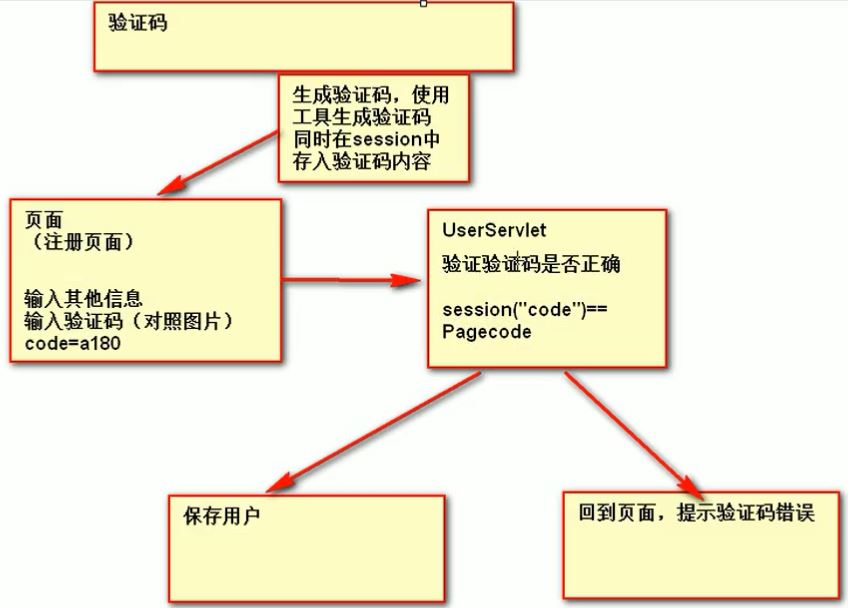 验证码
生成验证码，使用
工具生成验证码
同时在session中
存入验证码内容
页面
（注册页面）
输入其他信息
输入验证码（对照图片）
code=a180
UserServlet
验证验证码是否正确
session("code")==
Pagecode
保存用户
回到页面，提示验证码错误